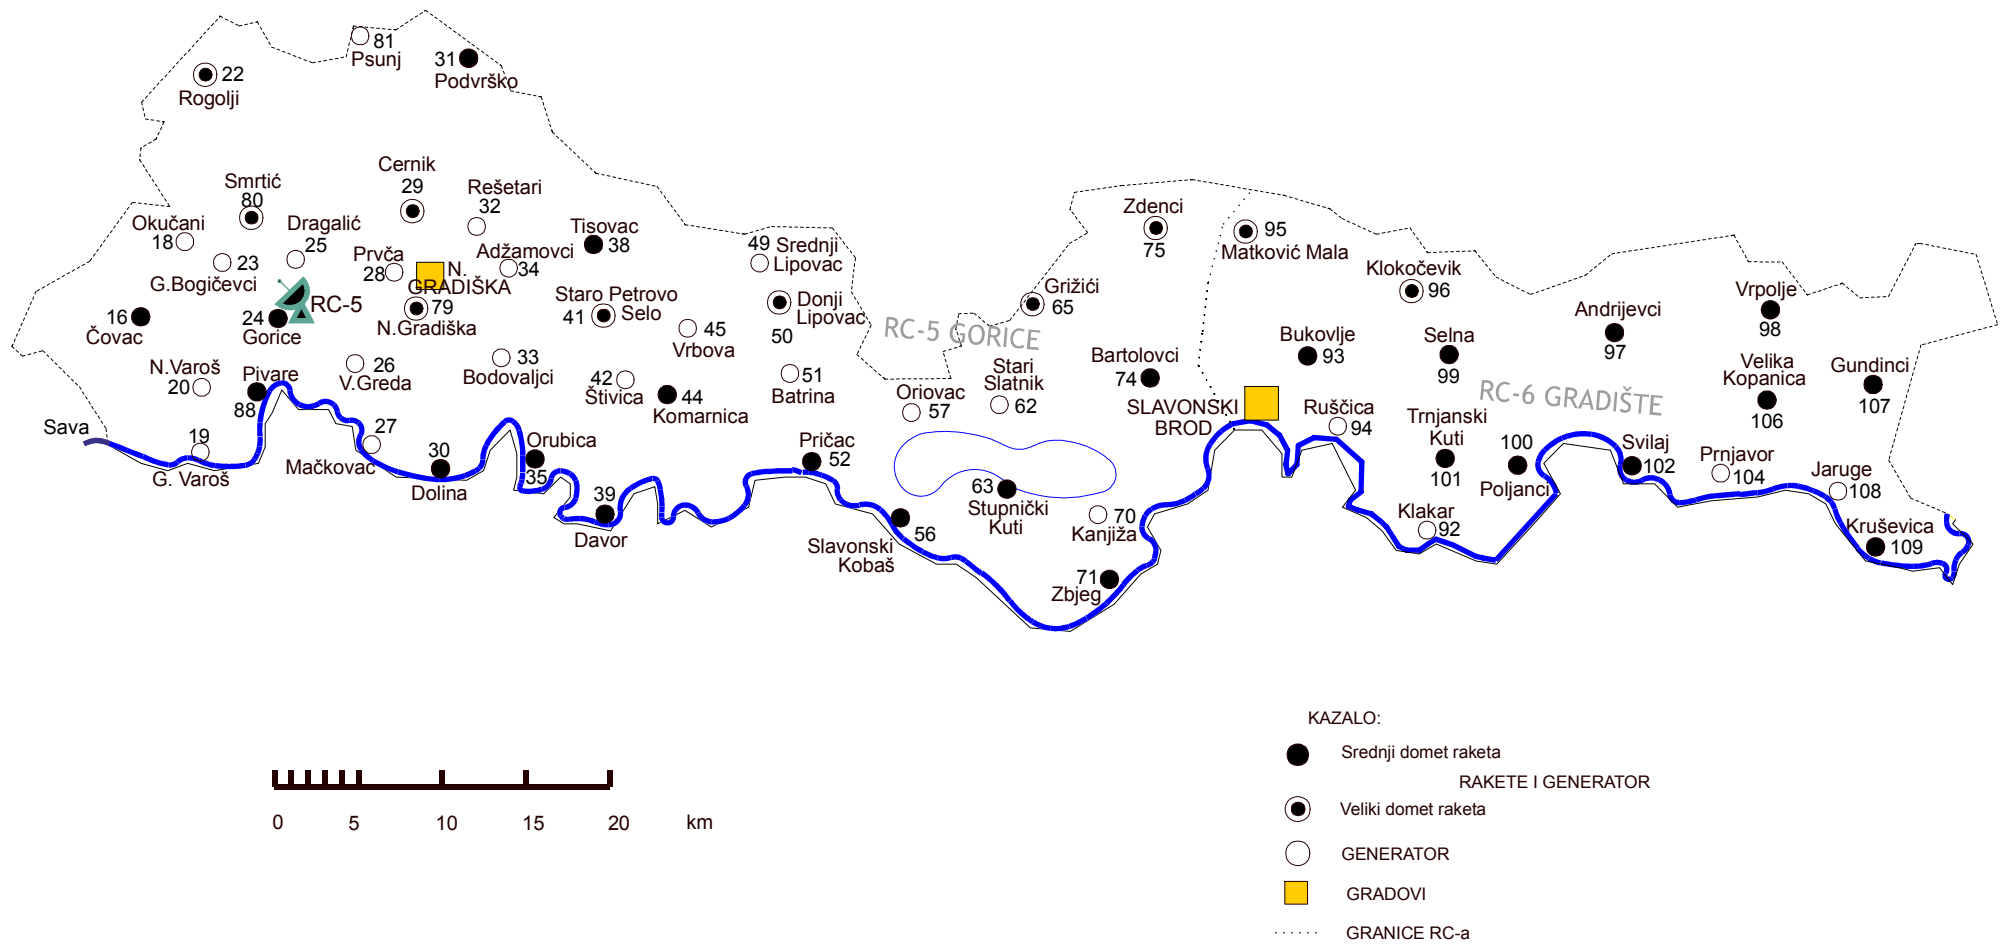 81
Psunj
31
Podvrško
22
Rogolji
Cernik
29
Rešetari
32
Smrtić
80
Okučani
18
Dragalić
25
23
G.Bogičevci
Prvča
28
N.
GRADIŠKA
79
N.Gradiška
Adžamovci
34
Tisovac
38
49 Srednji
Lipovac
Donji
Lipovac
50
Staro Petrovo
Selo
41
45
Vrbova
RC-5
24
Gorice
16
Čovac
N.Varoš
20
Pivare
88
26
V.Greda
33
Bodovaljci
42
Štivica
44
Komarnica
51
Batrina
Sava
19
G. Varoš
27
Mačkovac
30
Dolina
Orubica
35
39
Davor
Pričac
52
56
Slavonski
Kobaš
RC-5 GORICE
Oriovac
57
Stari
Slatnik
62
63
Stupnički
Kuti
70
Kanjiža
71
Zbjeg
Grižići
65
Zdenci
75
95
Matković Mala
Bartolovci
74
SLAVONSKI
BROD
Bukovlje
93
Ruščica
94
Klokočevik
96
Selna
99
RC-6 GRADIŠTE
Trnjanski
Kuti
101
100
Poljanci
Klakar
92
Andrijevci
97
Vrpolje
98
Velika
Kopanica
106
Gundinci
107
Svilaj
102
Prnjavor
104
Jaruge
108
Kruševica
109
0 5 10 15 20 km
KAZALO:
Srednji domet raketa
RAKETE I GENERATOR
Veliki domet raketa
GENERATOR
GRADOVI
GRANICE RC-a